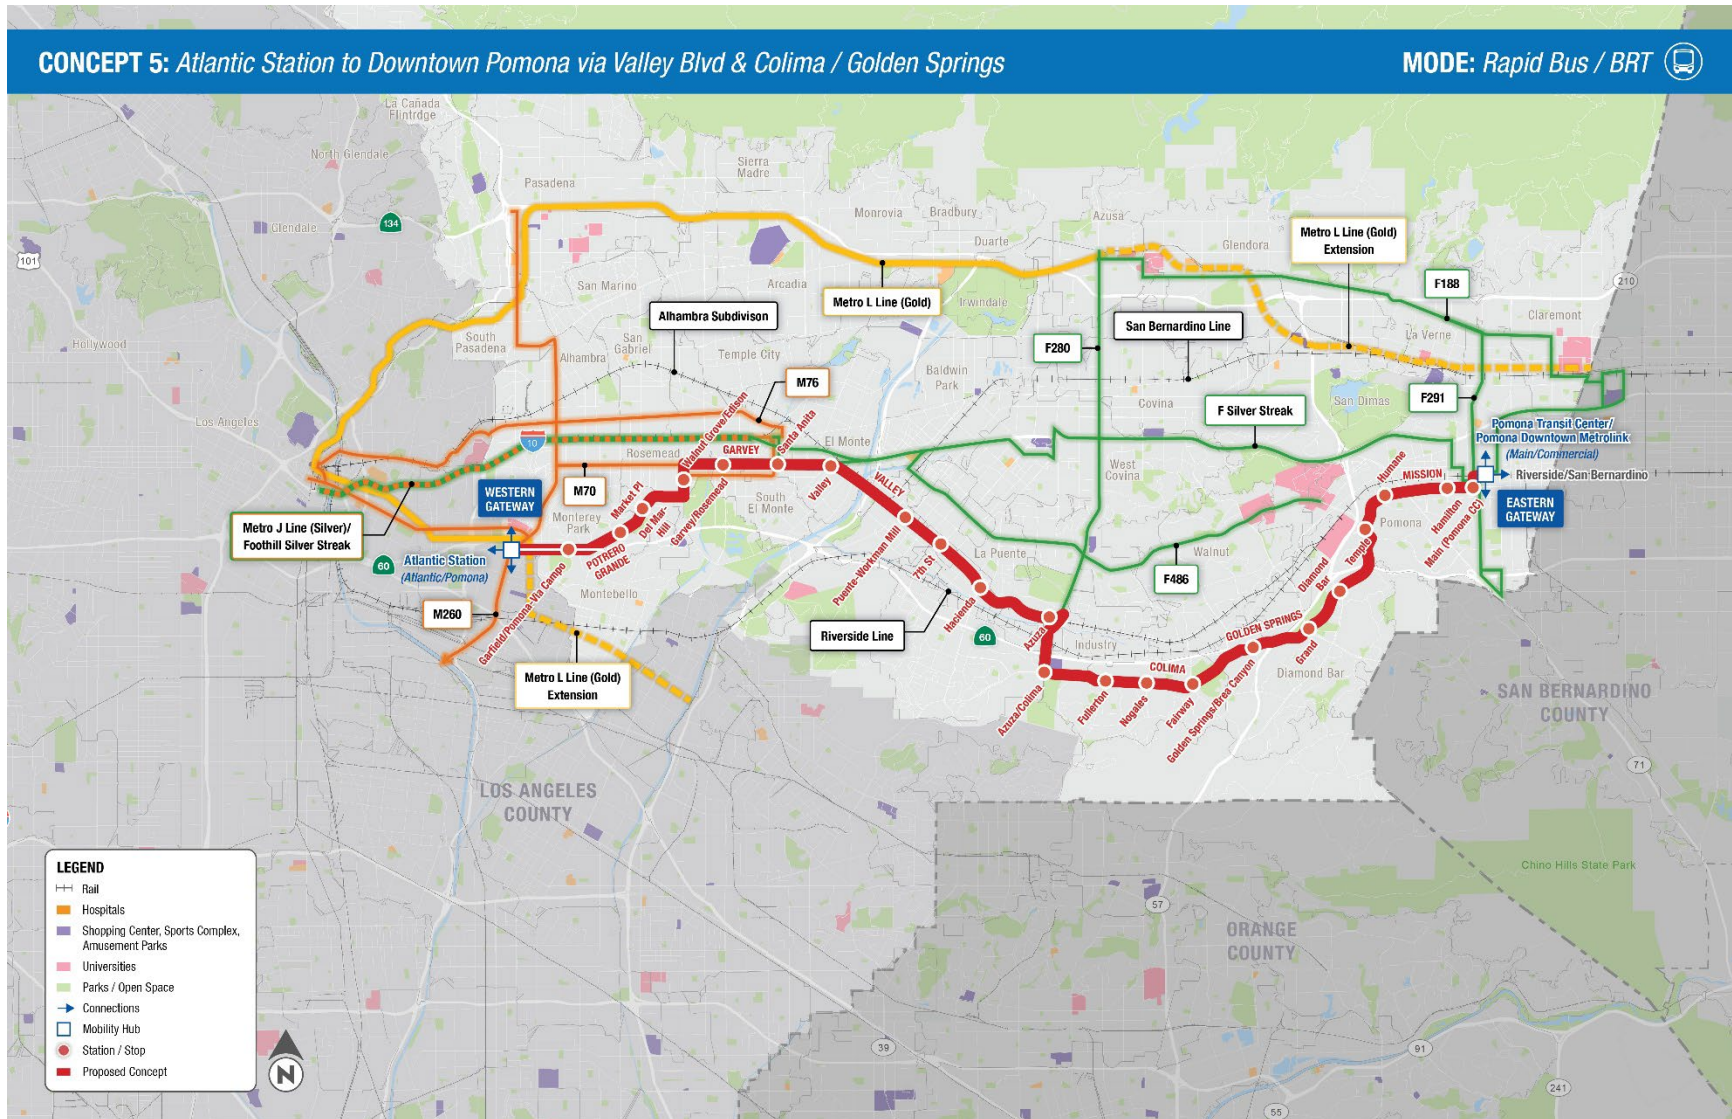 CONCEPT 5: Atlantic Station to Downtown Pomona via Valley Blvd & Colima / Golden Springs
MODE: Rapid Bus / BRT
La Cañada
Flintrdge
North Glendale
Pasadena
Sierra
Madre
Glendale
134
101
Monrovia
Bradbury
Azusa
Duarte
Glendora
Metro L Line (Gold)
Extension
San Marino
Arcadia
Metro L Line (Gold)
Irwindale
F188
210
Claremont
Alhambra Subdivison
San Bernardino Line
La Verne
Hollywood
South
Pasadena
Alhambra
San
Gabriel
Temple City
F280
Baldwin
Park
M76
Covina
San Dimas
F291
F Silver Streak
Los Angeles
El Monte
West
Covina
Pomona Transit Center/
Pomona Downtown Metrolink
(Main/Commercial)
Riverside/San Bernardino
EASTERN
GATEWAY
10
Rosemead
GARVEY
Walnut Grove/Edison
Santa Anita
M70
WESTERN
GATEWAY
Metro J Line (Silver)/
Foothill Silver Streak
Monterey
Park
Market Pl
Del Mar-
Hill
Garvey/Rosemead
South
El Monte
Valley
VALLEY
Humane
MISSION
Hamilton
Main (Pomona CC)
Pomona
Temple
60
Atlantic Station
(Atlantic/Pomona)
POTRERO
GRANDE
Montebello
Garfield/Pomona-Via Campo
M260
Puente-Workman Mill
7th St
La Puente
Walnut
F486
Diamond
Bar
Riverside Line
Hacienda
60
Azuza
Industry
GOLDEN SPRINGS
Grand
COLIMA
Diamond Bar
Metro L Line (Gold)
Extension
Azuza/Colima
Fullerton
Nogales
Fairway
Golden Springs/Brea Canyon
SAN BERNARDINO
COUNTY
71
LOS ANGELES
COUNTY
Chino Hills State Park
57
ORANGE
COUNTY
39
91
241
55
LEGEND
Rail
Hospitals
Shopping Center, Sports Complex,
Amusement Parks
Universities
Parks / Open Space
Connections
Mobility Hub
Station / Stop
Proposed Concept
N